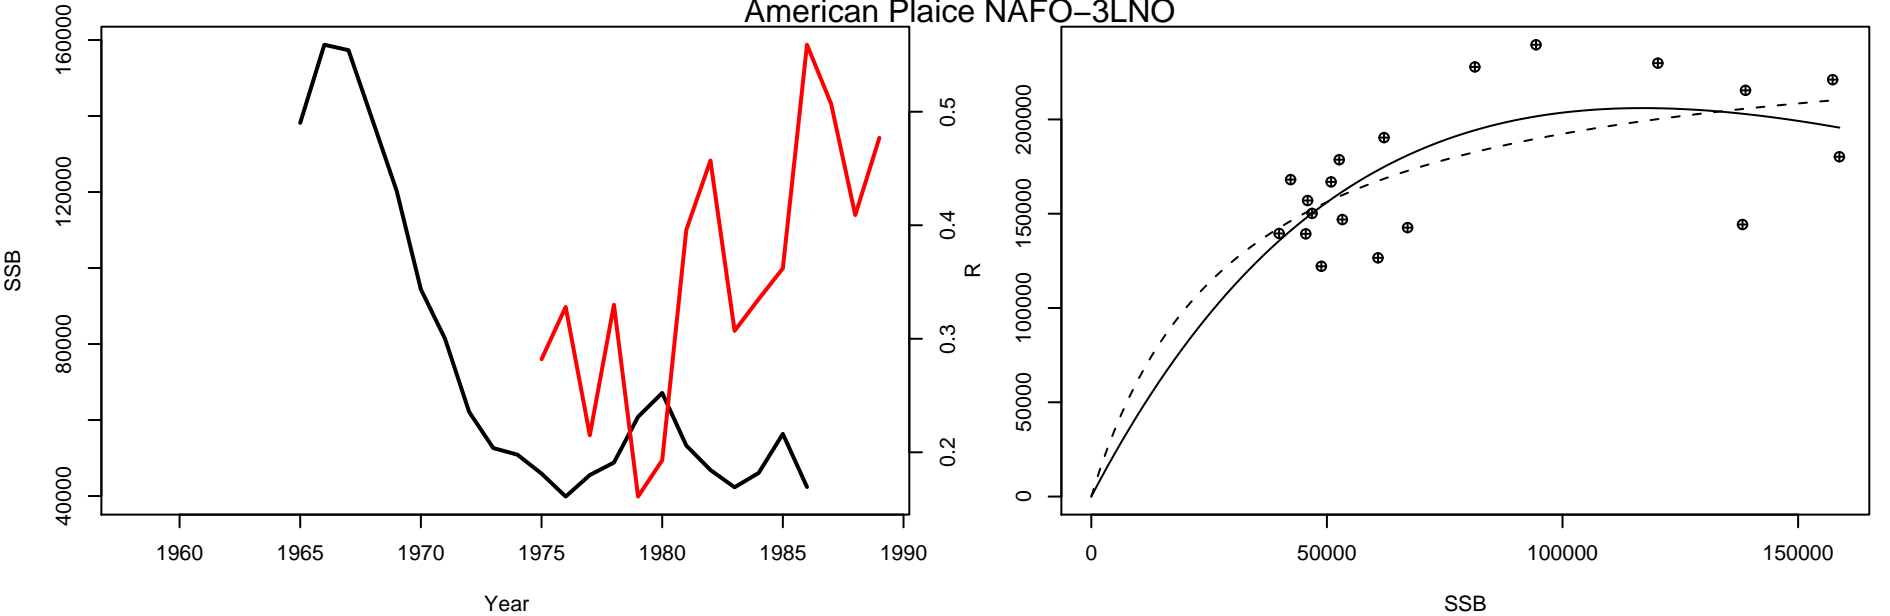 American Plaice NAFO−3LNO
160000
120000
80000
40000
SSB
1960 1965 1970 1975 1980 1985 1990
Year
0.5
0.4
0.3
0.2
R
200000
150000
100000
50000
0
0 50000 100000 150000
SSB